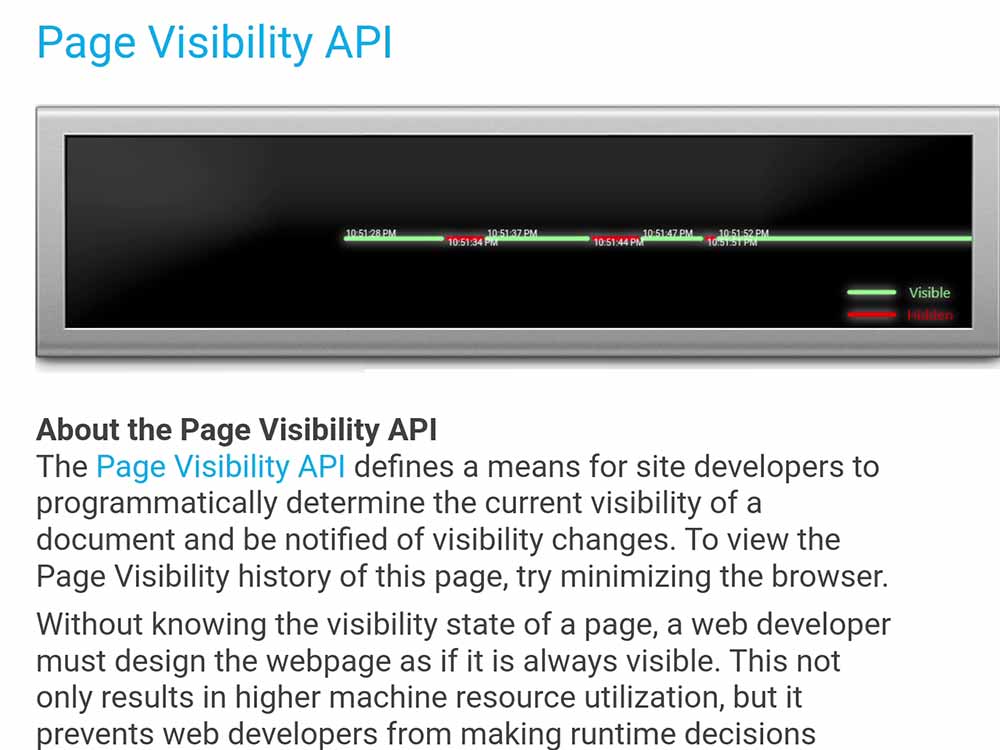 Page Visibility API
10:51:28 PM
10:51:37 PM
10:51:47 PM
10:51:52 PM
10:51:34 PM
10:51:44 PM
10:51:51 PM
Visible
Hidden
About the Page Visibility API
The Page Visibility API defines a means for site developers to
programmatically determine the current visibility of a
document and be notified of visibility changes. To view the
Page Visibility history of this page, try minimizing the browser.
Without knowing the visibility state of a page, a web developer
must design the webpage as if it is always visible. This not
only results in higher machine resource utilization, but it
prevents web developers from making runtime decisions